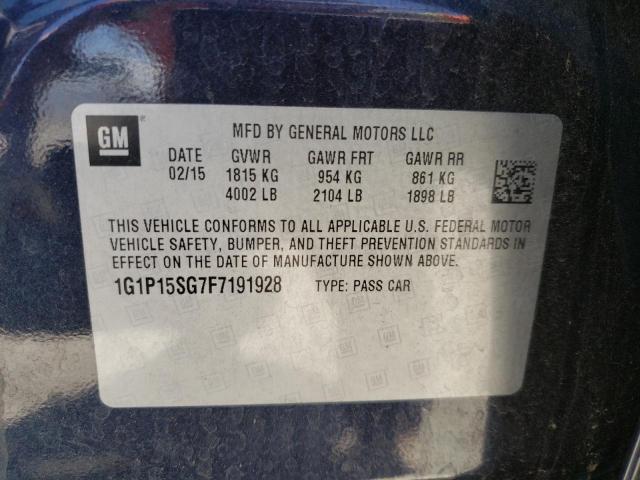 GM ®
MFD BY GENERAL MOTORS LLC
DATE GVWR GAWR FRT GAWR RR
02/15 1815 KG 954 KG 861 KG
4002 LB 2104 LB 1898 LB
THIS VEHICLE CONFORMS TO ALL APPLICABLE U.S. FEDERAL MOTOR
VEHICLE SAFETY, BUMPER, AND THEFT PREVENTION STANDARDS IN
EFFECT ON THE DATE OF MANUFACTURE SHOWN ABOVE.
1G1P15SG7F7191928 TYPE: PASS CAR